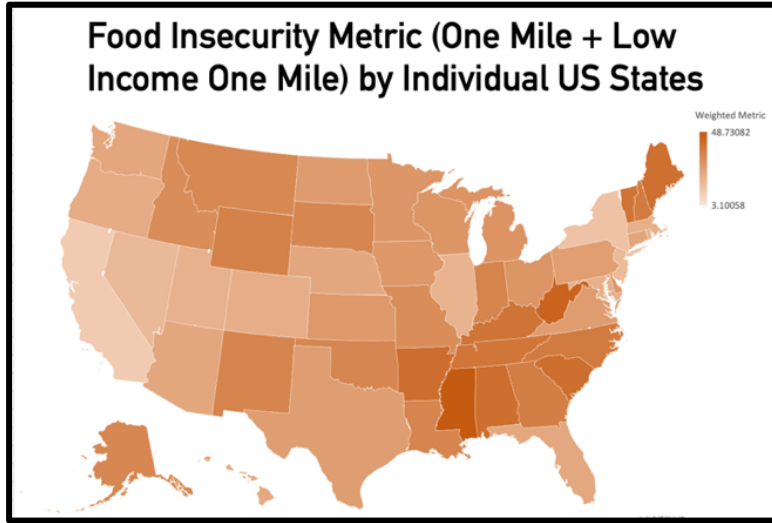 Food Insecurity Metric (One Mile + Low
Income One Mile) by Individual US States
Weighted Metric
48.73082
3.10058